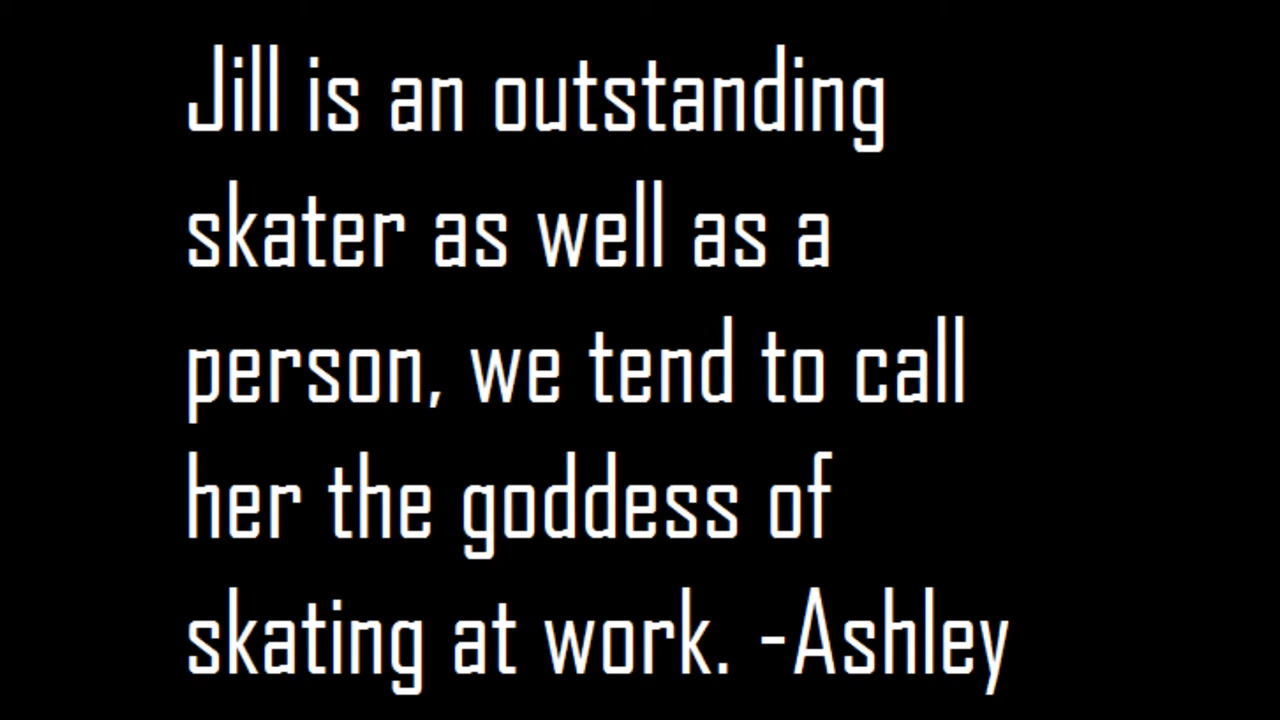 Jill is an outstanding
skater as well as a
person, we tend to call
her the goddess of
skating at work. -Ashley